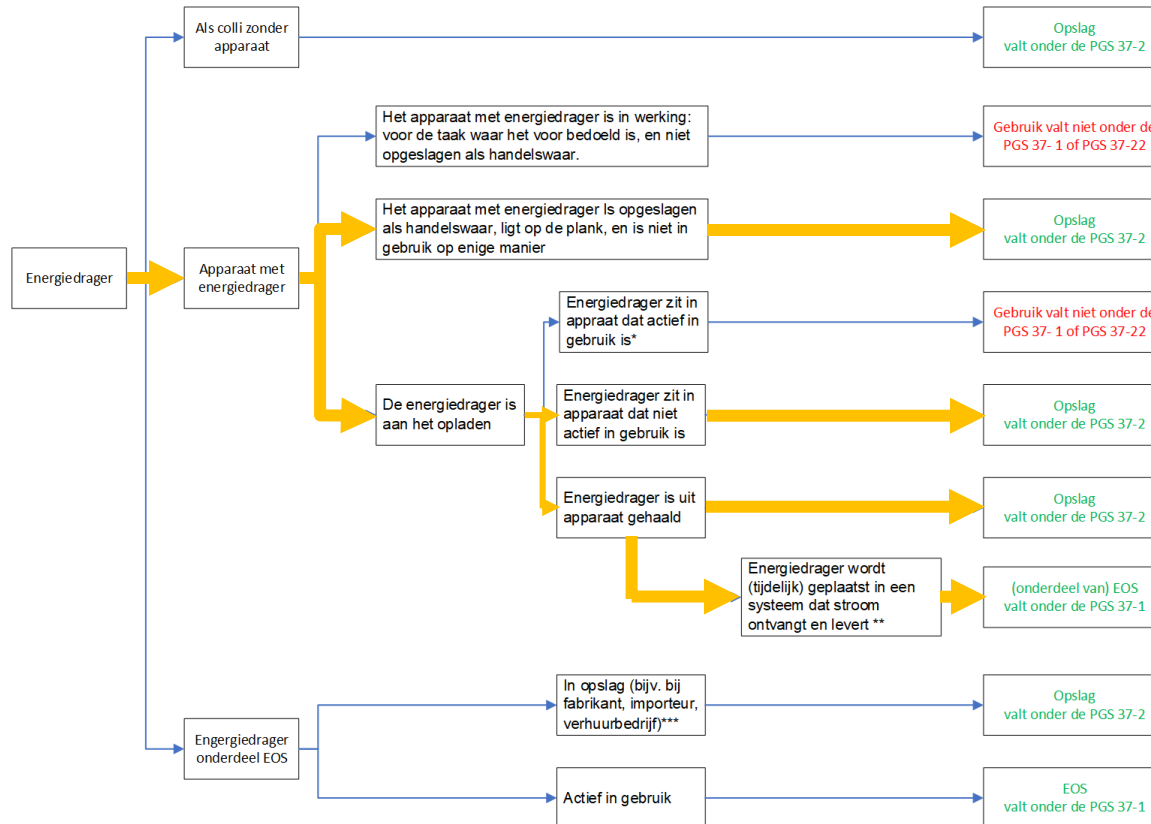 Als colli zonder
apparaat
Opslag
valt onder de PGS 37-2
Het apparaat met energiedrager is in werking:
voor de taak waar het voor bedoeld is, en niet
opgeslagen als handelswaar.
Gebruik valt niet onder de
PGS 37- 1 of PGS 37-22
Het apparaat met energiedrager Is opgeslagen
als handelswaar, ligt op de plank, en is niet in
gebruik op enige manier
Opslag
valt onder de PGS 37-2
Energiedrager
Apparaat met
energiedrager
Energiedrager zit in
appraat dat actief in
gebruik is*
Gebruik valt niet onder de
PGS 37- 1 of PGS 37-22
De energiedrager is
aan het opladen
Energiedrager zit in
apparaat dat niet
actief in gebruik is
Opslag
valt onder de PGS 37-2
Energiedrager is uit
apparaat gehaald
Opslag
valt onder de PGS 37-2
Energiedrager wordt
(tijdelijk) geplaatst in een
systeem dat stroom
ontvangt en levert **
(onderdeel van) EOS
valt onder de PGS 37-1
Engergiedrager
onderdeel EOS
In opslag (bijv. bij
fabrikant, importeur,
verhuurbedrijf)***
Opslag
valt onder de PGS 37-2
Actief in gebruik
EOS
valt onder de PGS 37-1